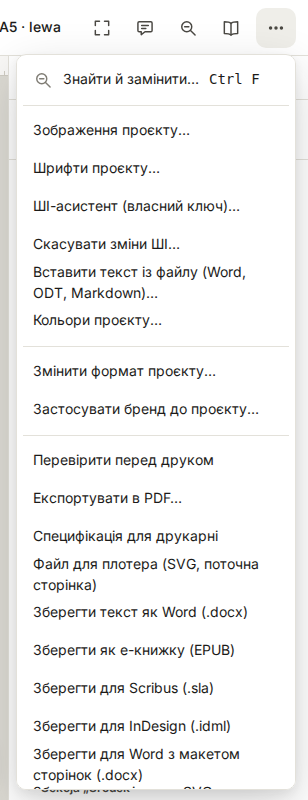 A5 · lewa
Знайти й замінити... Ctrl F
Зображення проєкту...
Шрифти проєкту...
ШІ-асистент (власний ключ)...
Скасувати зміни ШІ...
Вставити текст із файлу (Word,
ODT, Markdown)...
Кольори проєкту...
Змінити формат проєкту...
Застосувати бренд до проєкту...
Перевірити перед друком
Експортувати в PDF...
Специфікація для друкарні
Файл для плотера (SVG, поточна
сторінка)
Зберегти текст як Word (.docx)
Зберегти як е-книжку (EPUB)
Зберегти для Scribus (.sla)
Зберегти для InDesign (.idml)
Зберегти для Word з макетом
сторінок (.docx)